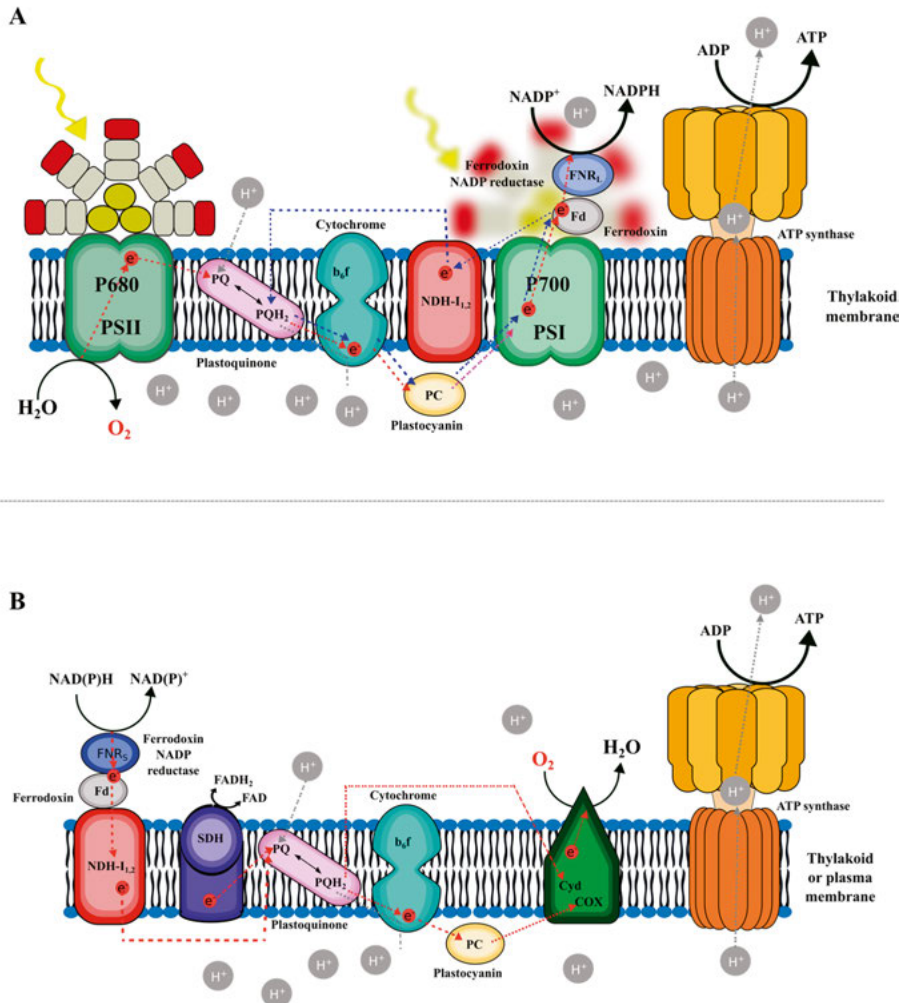 A
H⁺
ADP
ATP
NADP⁺
NADPH
H⁺
Ferrodoxin
NADP reductase
FNR_L
H⁺
e⁻
Fd
H⁺
Cytochrome
Ferrodoxin
ATP synthase
e⁻
P680
PQ
b₆f
e⁻
P700
NDH-I₁,₂
Thylakoid
membrane
PQH₂
e⁻
PSII
PSI
e⁻
Plastoquinone
H⁺
H⁺
H⁺
H⁺
PC
H⁺
H⁺
H⁺
H₂O
Plastocyanin
O₂
B
H⁺
ADP
ATP
NAD(P)H
NAD(P)⁺
H⁺
FNR_S
Ferrodoxin
NADP
reductase
H₂O
e⁻
H⁺
O₂
Fd
FADH₂
H⁺
Ferrodoxin
FAD
Cytochrome
ATP synthase
SDH
PQ
b₆f
e⁻
NDH-I₁,₂
Thylakoid
or plasma
membrane
PQH₂
Cyd
e⁻
e⁻
COX
e⁻
Plastoquinone
PC
H⁺
H⁺
H⁺
H⁺
H⁺
Plastocyanin
H⁺
H⁺